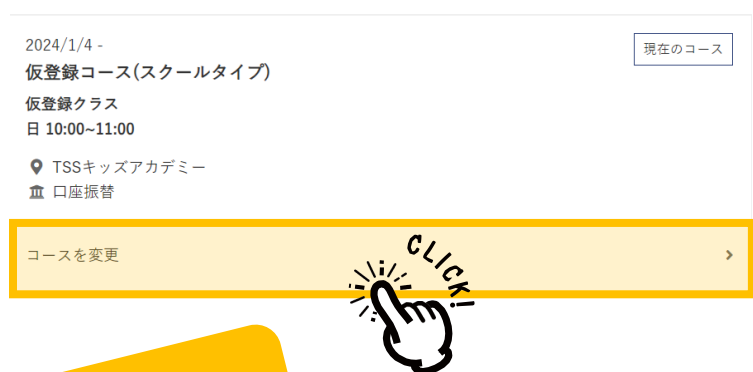 2024/1/4 -
現在のコース
仮登録コース(スクールタイプ)
仮登録クラス
日 10:00~11:00
TSSキッズアカデミー
口座振替
コースを変更
CLICK!